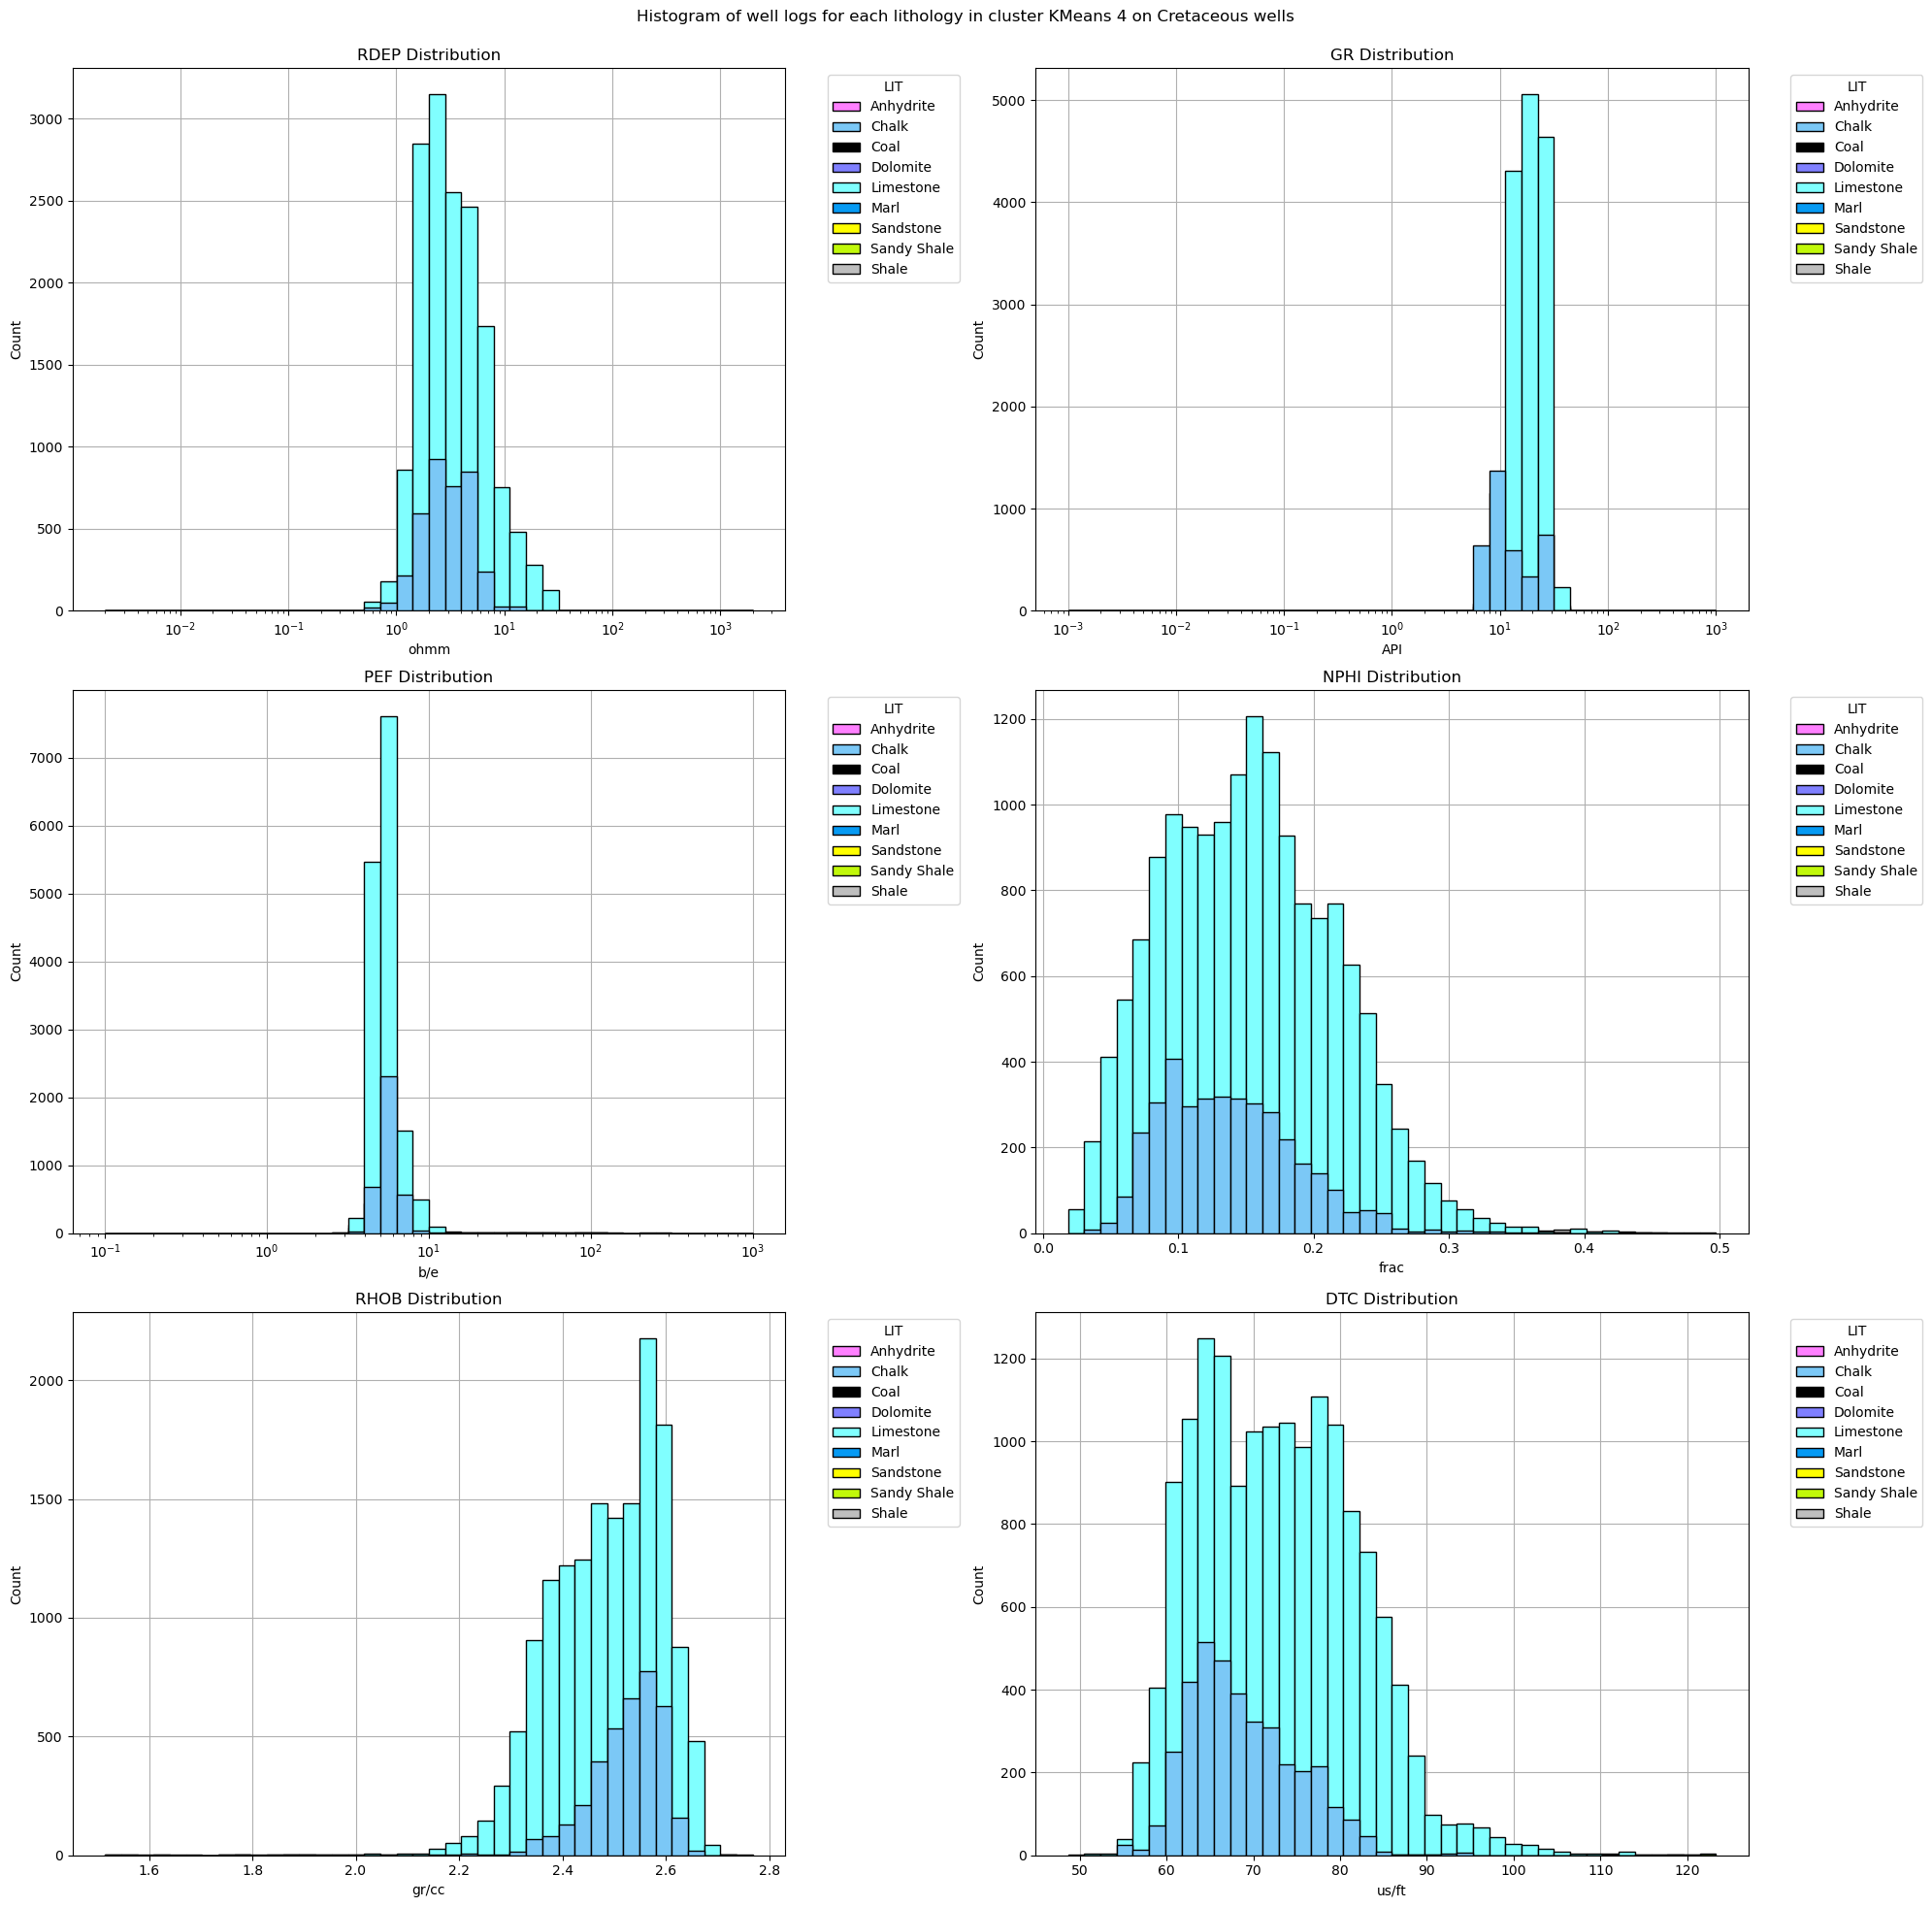 Histogram of well logs for each lithology in cluster KMeans 4 on Cretaceous wells
RDEP Distribution
Count
3000
2500
2000
1500
1000
500
0
10⁻²
10⁻¹
10⁰
10¹
10²
10³
ohmm
LIT
Anhydrite
Chalk
Coal
Dolomite
Limestone
Marl
Sandstone
Sandy Shale
Shale
GR Distribution
Count
5000
4000
3000
2000
1000
0
10⁻³
10⁻²
10⁻¹
10⁰
10¹
10²
10³
API
LIT
Anhydrite
Chalk
Coal
Dolomite
Limestone
Marl
Sandstone
Sandy Shale
Shale
PEF Distribution
Count
7000
6000
5000
4000
3000
2000
1000
0
10⁻¹
10⁰
10¹
10²
10³
b/e
LIT
Anhydrite
Chalk
Coal
Dolomite
Limestone
Marl
Sandstone
Sandy Shale
Shale
NPHI Distribution
Count
1200
1000
800
600
400
200
0
0.0
0.1
0.2
0.3
0.4
0.5
frac
LIT
Anhydrite
Chalk
Coal
Dolomite
Limestone
Marl
Sandstone
Sandy Shale
Shale
RHOB Distribution
Count
2000
1500
1000
500
0
1.6
1.8
2.0
2.2
2.4
2.6
2.8
gr/cc
LIT
Anhydrite
Chalk
Coal
Dolomite
Limestone
Marl
Sandstone
Sandy Shale
Shale
DTC Distribution
Count
1200
1000
800
600
400
200
0
50
60
70
80
90
100
110
120
us/ft
LIT
Anhydrite
Chalk
Coal
Dolomite
Limestone
Marl
Sandstone
Sandy Shale
Shale